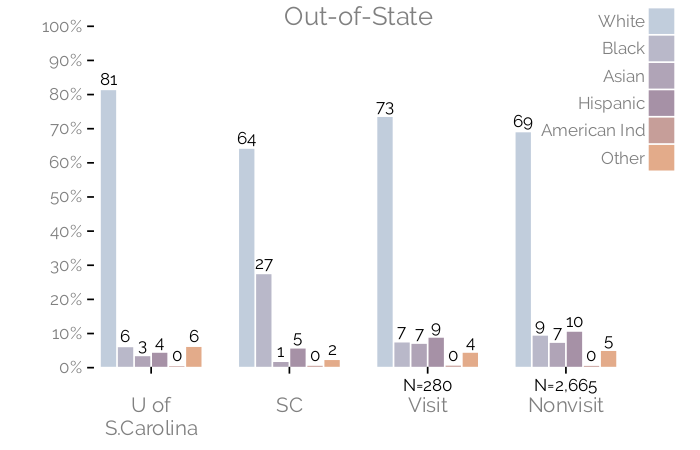 Out-of-State
100%
90%
80%
70%
60%
50%
40%
30%
20%
10%
0%
White
Black
Asian
Hispanic
American Ind
Other
81
6
3
4
0
6
64
27
1
5
0
2
73
7
7
9
0
4
69
9
7
10
0
5
N=280
N=2,665
U of
S.Carolina
SC
Visit
Nonvisit